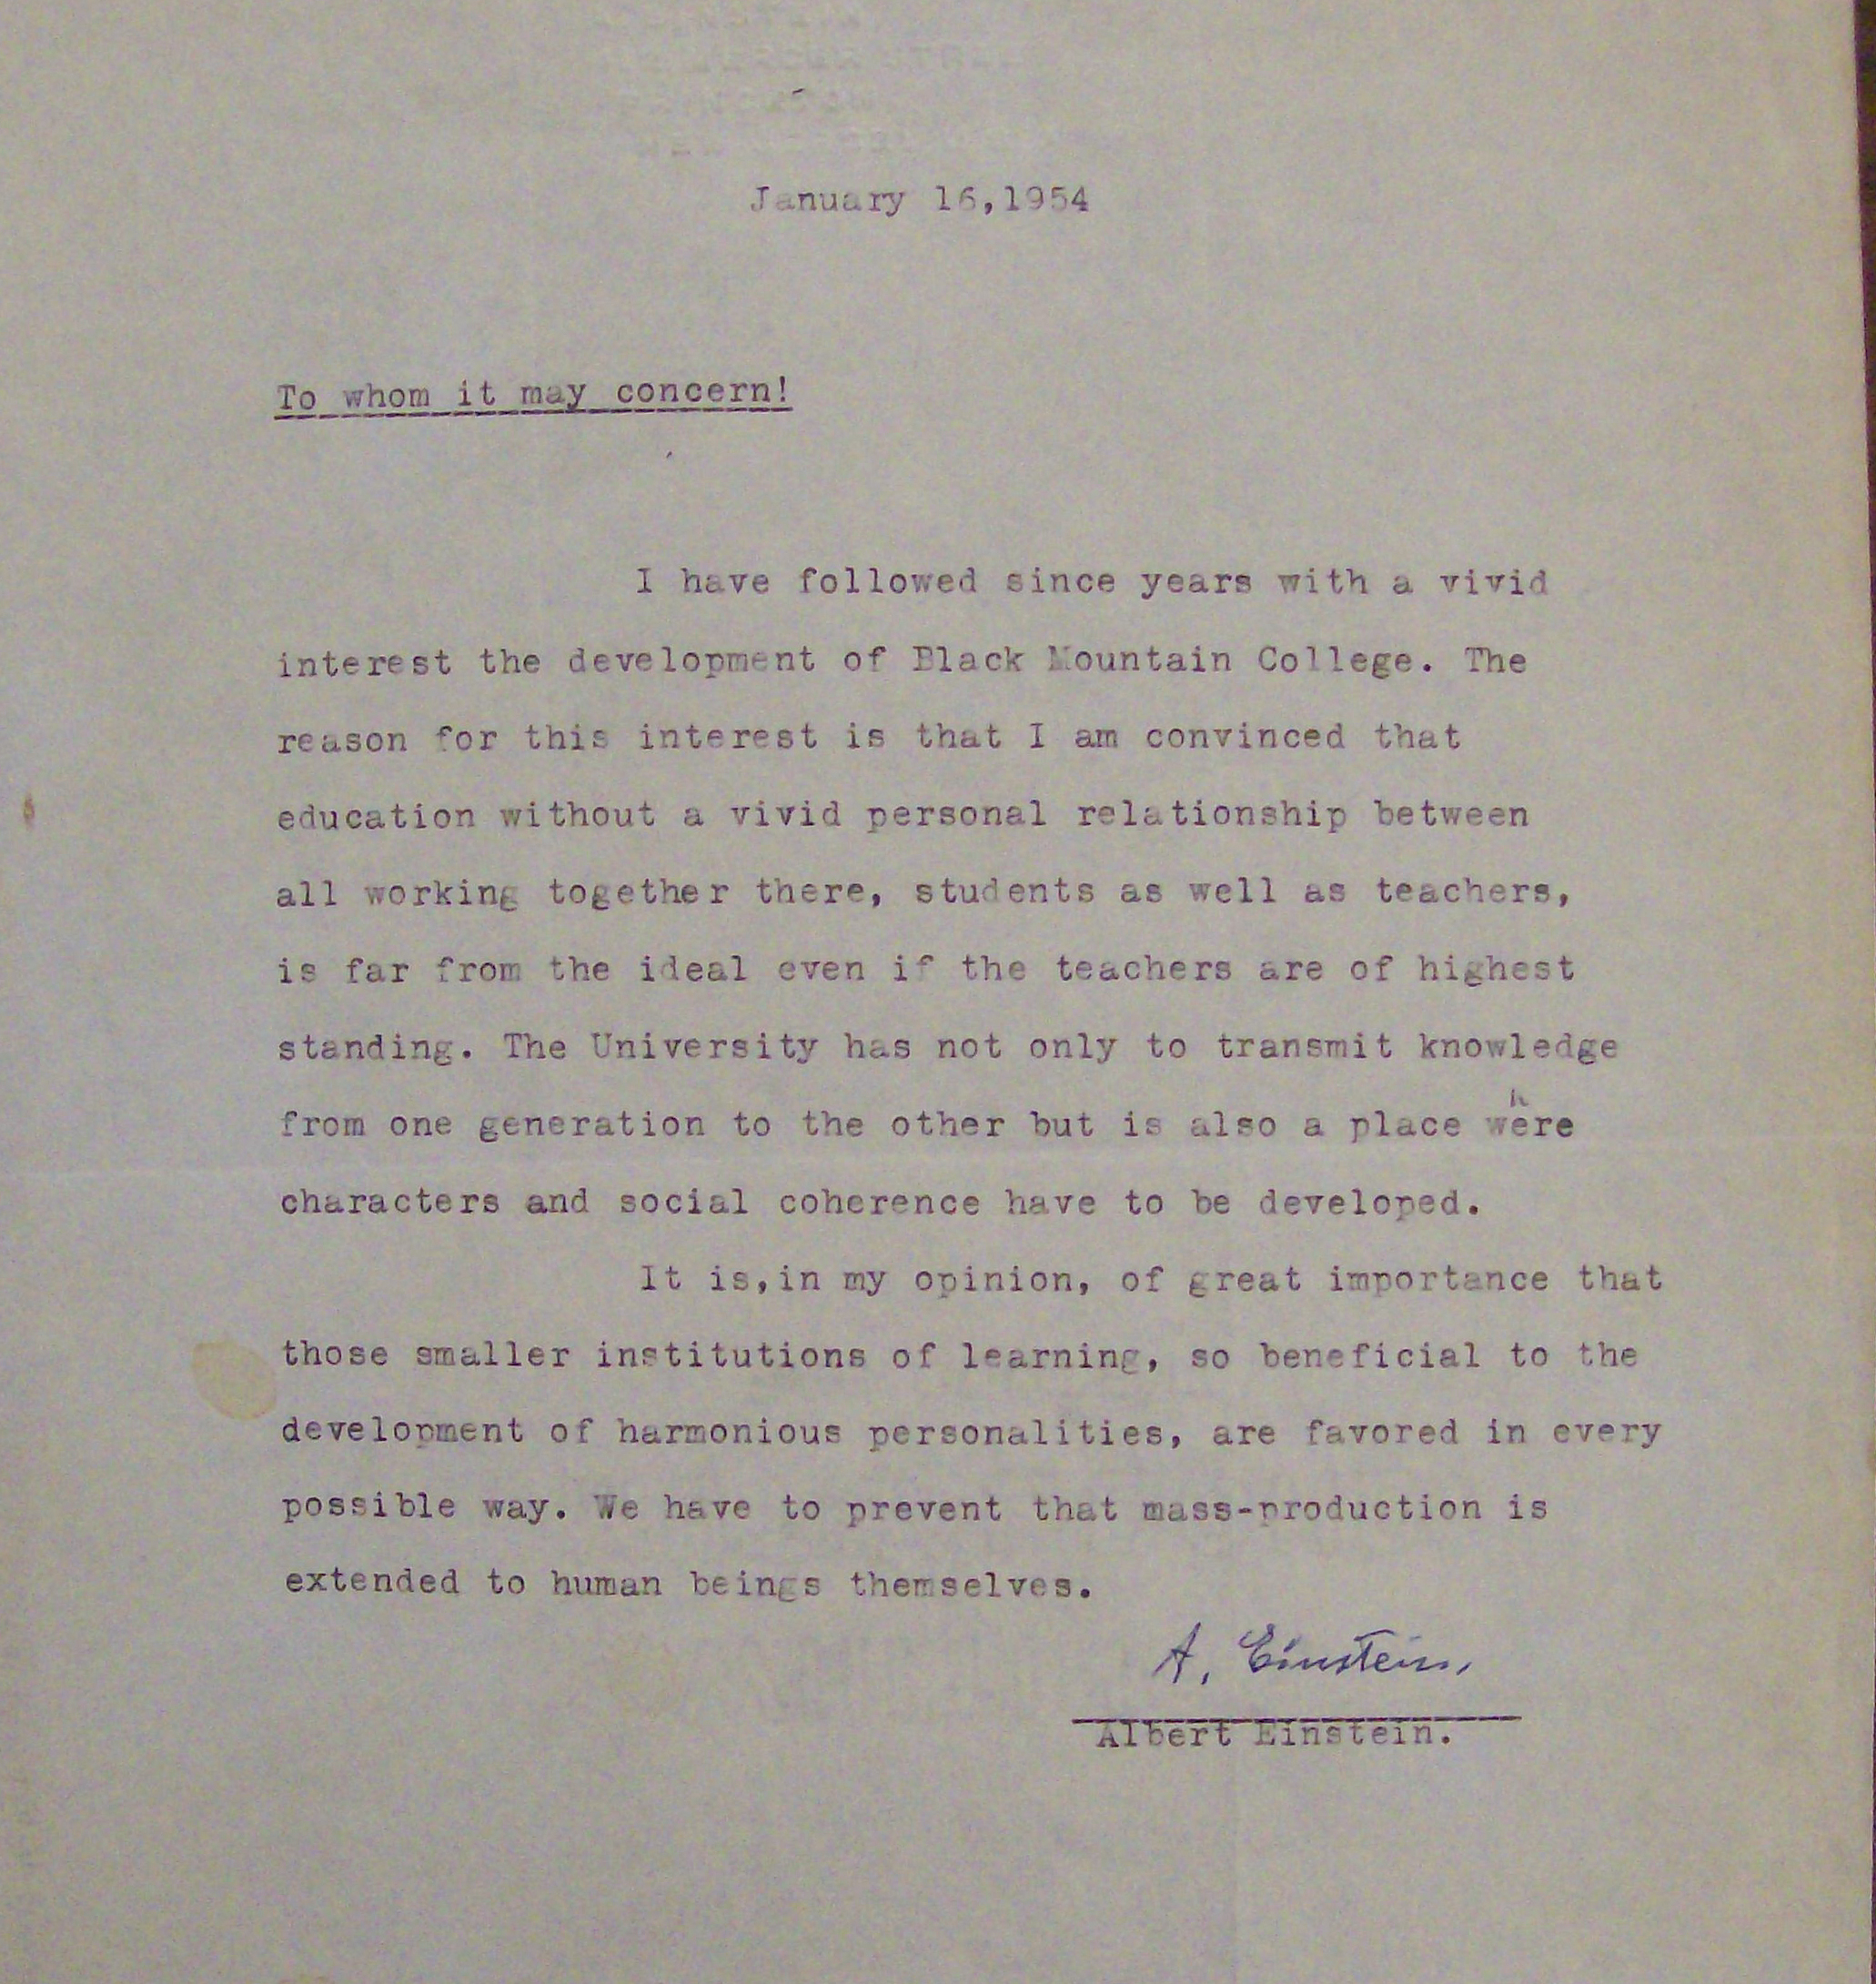 January 16,1954
To whom it may concern!
I have followed since years with a vivid
interest the development of Black Mountain College. The
reason for this interest is that I am convinced that
education without a vivid personal relationship between
all working together there, students as well as teachers,
is far from the ideal even if the teachers are of highest
standing. The University has not only to transmit knowledge
from one generation to the other but is also a place where
characters and social coherence have to be developed.
It is,in my opinion, of great importance that
those smaller institutions of learning, so beneficial to the
development of harmonious personalities, are favored in every
possible way. We have to prevent that mass-production is
extended to human beings themselves.
A. Einstein.
Albert Einstein.